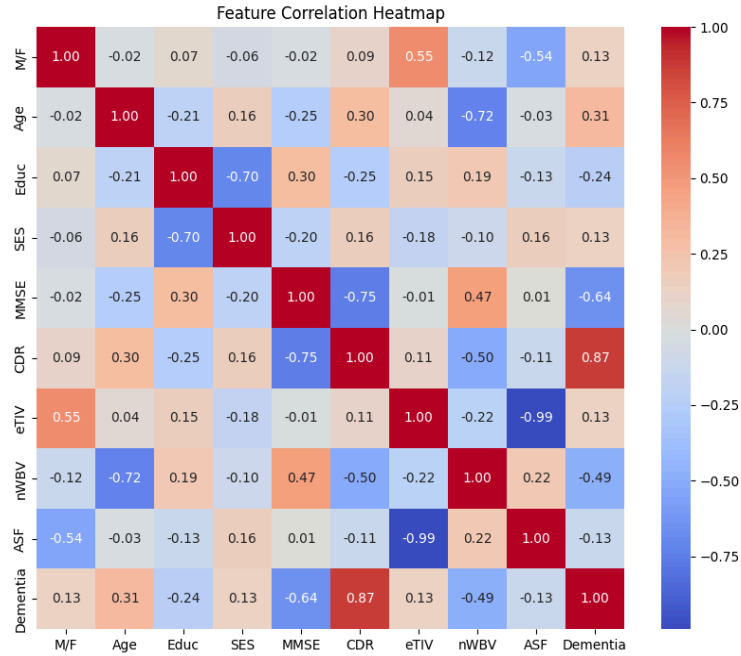 Feature Correlation Heatmap
M/F 1.00 -0.02 0.07 -0.06 -0.02 0.09 0.55 -0.12 -0.54 0.13
Age -0.02 1.00 -0.21 0.16 -0.25 0.30 0.04 -0.72 -0.03 0.31
Educ 0.07 -0.21 1.00 -0.70 0.30 -0.25 0.15 0.19 -0.13 -0.24
SES -0.06 0.16 -0.70 1.00 -0.20 0.16 -0.18 -0.10 0.16 0.13
MMSE -0.02 -0.25 0.30 -0.20 1.00 -0.75 -0.01 0.47 0.01 -0.64
CDR 0.09 0.30 -0.25 0.16 -0.75 1.00 0.11 -0.50 -0.11 0.87
eTIV 0.55 0.04 0.15 -0.18 -0.01 0.11 1.00 -0.22 -0.99 0.13
nWBV -0.12 -0.72 0.19 -0.10 0.47 -0.50 -0.22 1.00 0.22 -0.49
ASF -0.54 -0.03 -0.13 0.16 0.01 -0.11 -0.99 0.22 1.00 -0.13
Dementia 0.13 0.31 -0.24 0.13 -0.64 0.87 0.13 -0.49 -0.13 1.00
M/F Age Educ SES MMSE CDR eTIV nWBV ASF Dementia
1.00
0.75
0.50
0.25
0.00
−0.25
−0.50
−0.75